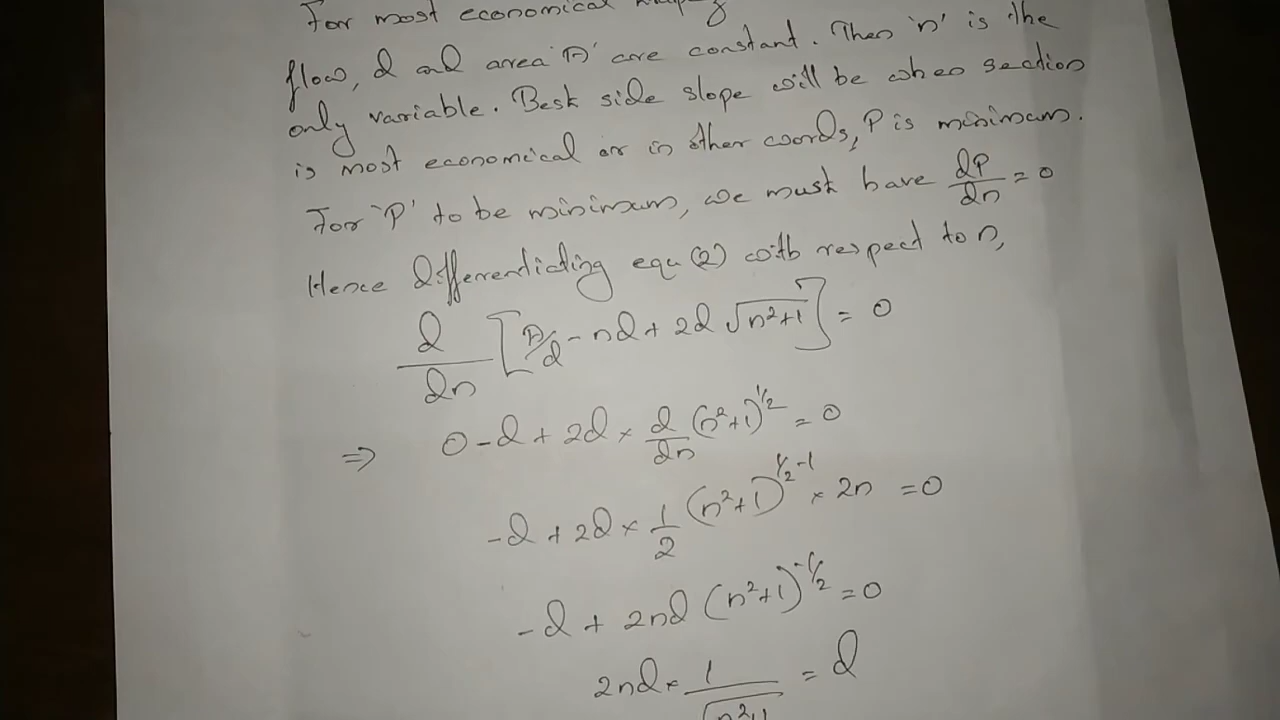 For most economical
flow, d and area 'A' are constant. Then 'n' is the
only variable. Best side slope will be when section
is most economical or in other words, P is minimum.
For 'P' to be minimum, we must have dP/dn = 0
Hence differentiating equ (2) with respect to n,
d/dn [A/d - nd + 2d √(n²+1)] = 0
⇒ 0 - d + 2d × d/dn (n²+1)^1/2 = 0
-d + 2d × 1/2 (n²+1)^1/2-1 × 2n = 0
-d + 2nd (n²+1)^-1/2 = 0
2nd × 1/√(n²+1) = d